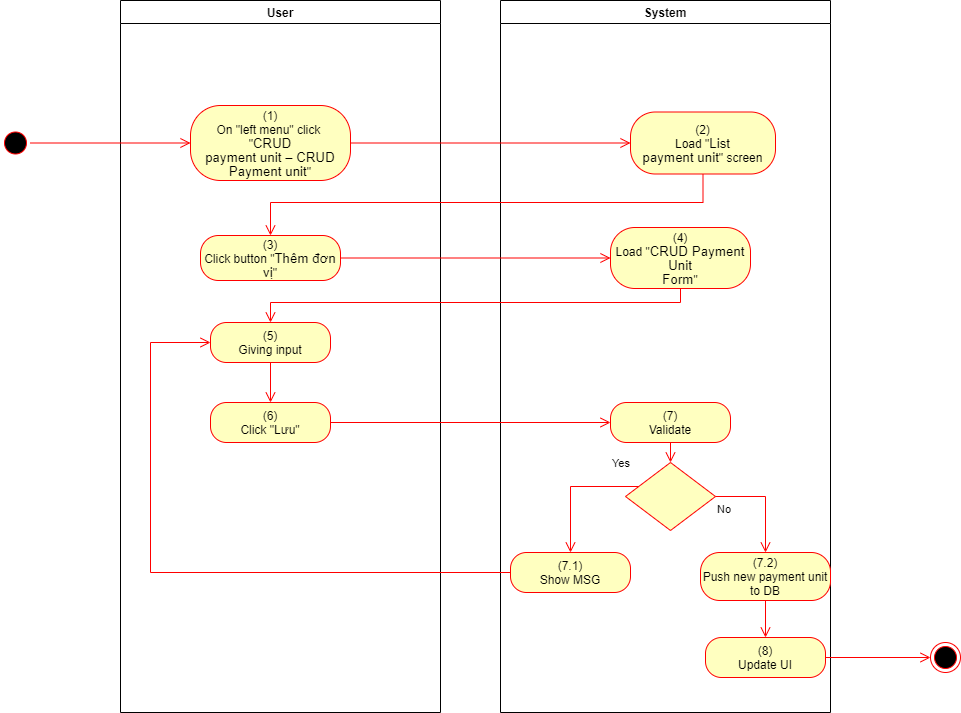 User
System
(1)
On "left menu" click
"CRUD
payment unit – CRUD
Payment unit"
(2)
Load "List
payment unit" screen
(3)
Click button "Thêm đơn
vị"
(4)
Load "CRUD Payment
Unit
Form"
(5)
Giving input
(6)
Click "Lưu"
(7)
Validate
Yes
No
(7.1)
Show MSG
(7.2)
Push new payment unit
to DB
(8)
Update UI